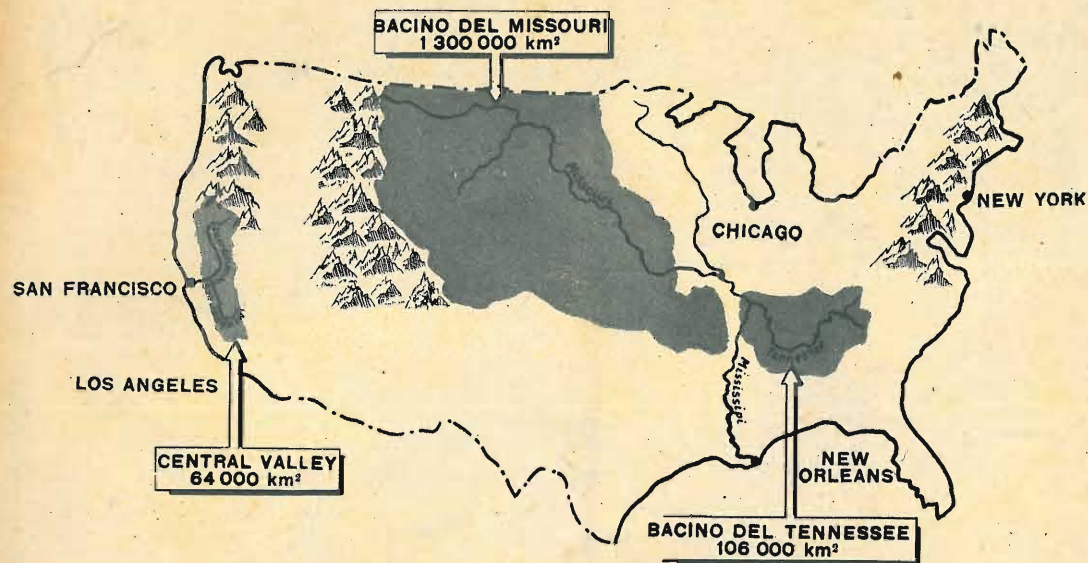 BACINO DEL MISSOURI
1 300 000 km²
NEW YORK
CHICAGO
Missouri
SAN FRANCISCO
Tennessee
Mississipi
LOS ANGELES
CENTRAL VALLEY
64 000 km²
NEW
ORLEANS
BACINO DEL TENNESSEE
106 000 km²